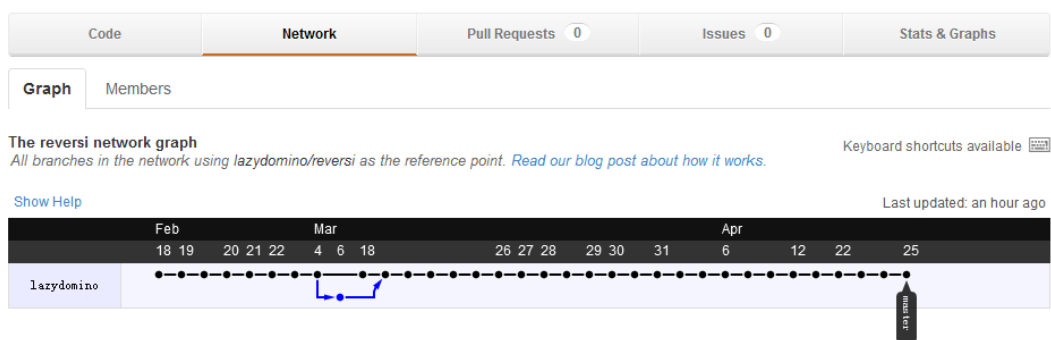 Code Network Pull Requests 0 Issues 0 Stats & Graphs
Graph Members
The reversi network graph
Keyboard shortcuts available
All branches in the network using lazydomino/reversi as the reference point. Read our blog post about how it works.
Show Help Last updated: an hour ago
Feb Mar Apr
18 19 20 21 22 4 6 18 26 27 28 29 30 31 6 12 22 25
lazydomino
master